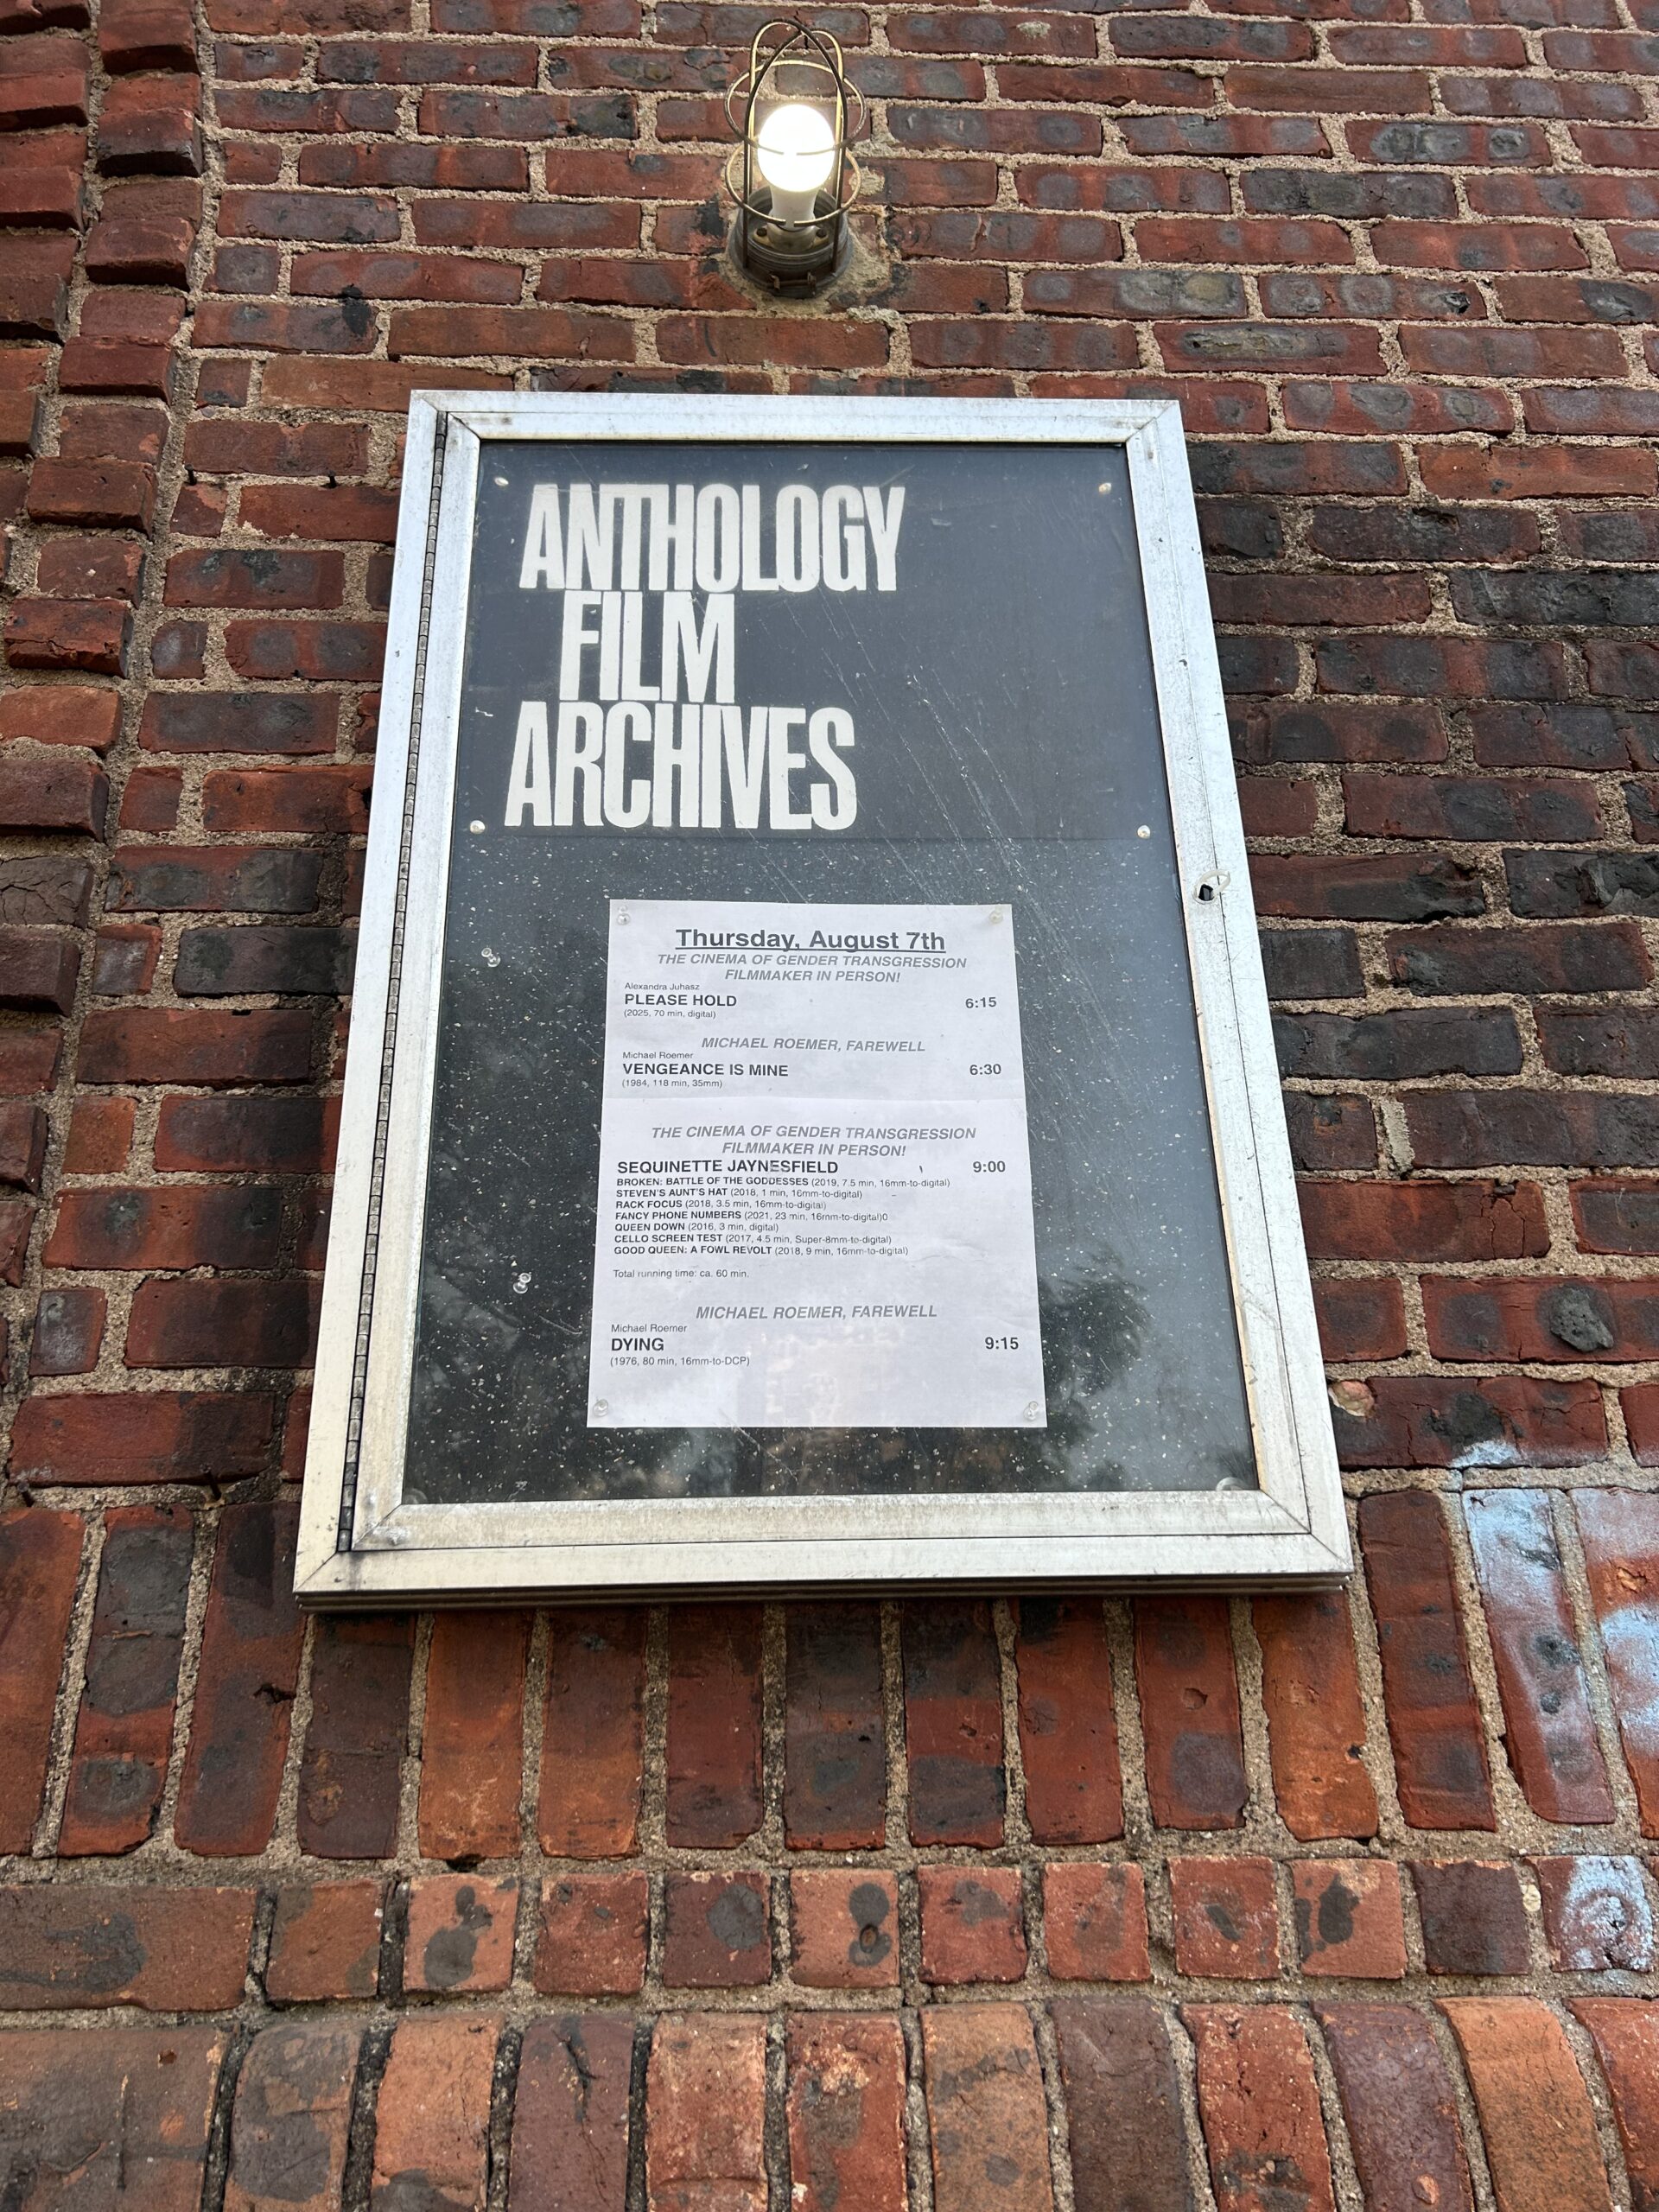 ANTHOLOGY
FILM
ARCHIVES
Thursday, August 7th
THE CINEMA OF GENDER TRANSGRESSION
FILMMAKER IN PERSON!
Alexandra Juhasz
PLEASE HOLD 6:15
(2025, 70 min, digital)
MICHAEL ROEMER, FAREWELL
Michael Roemer
VENGEANCE IS MINE 6:30
(1984, 118 min, 35mm)
THE CINEMA OF GENDER TRANSGRESSION
FILMMAKER IN PERSON!
SEQUINETTE JAYNESFIELD 9:00
BROKEN: BATTLE OF THE GODDESSES (2019, 7.5 min, 16mm-to-digital)
STEVEN'S AUNT'S HAT (2018, 1 min, 16mm-to-digital)
RACK FOCUS (2018, 3.5 min, 16mm-to-digital)
FANCY PHONE NUMBERS (2021, 23 min, 16mm-to-digital)0
QUEEN DOWN (2016, 3 min, digital)
CELLO SCREEN TEST (2017, 4.5 min, Super-8mm-to-digital)
GOOD QUEEN: A FOWL REVOLT (2018, 9 min, 16mm-to-digital)
Total running time: ca. 60 min.
MICHAEL ROEMER, FAREWELL
Michael Roemer
DYING 9:15
(1976, 80 min, 16mm-to-DCP)